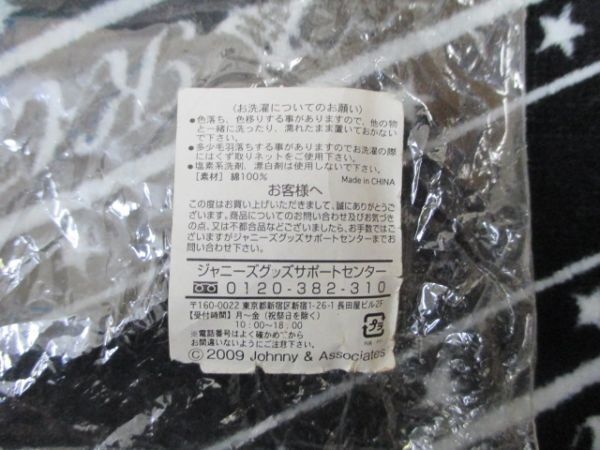 〈お洗濯についてのお願い〉
●色落ち、色移りする事がありますので、他の物
と一緒に洗ったり、濡れたまま置いておかない
で下さい。
●多少毛羽落ちする事がありますのでお洗濯の際
にはくず取りネットをご使用下さい。
●塩素系洗剤、漂白剤は使用しないで下さい。
［素材］綿100％ Made in CHINA
お客様へ
この度はお買い上げいただきまして、誠にありがとうご
ざいます。商品についてのお問い合わせ及びお気づき
の点、又は不都合品などございましたら、お手数ではご
ざいますがジャニーズグッズサポートセンターまでお
問い合わせ下さい。
ジャニーズグッズサポートセンター
0120-382-310
〒160-0022 東京都新宿区新宿1-26-1 長田屋ビル2F
【受付時間】月～金（祝祭日を除く）
10：00～18：00
※電話番号はよく確かめてから
お間違いないようにご注意下さい。
プラ
© 2009 Johnny & Associates